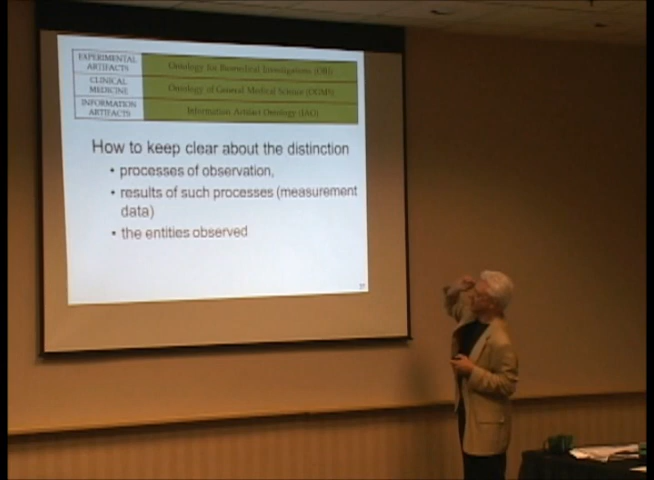 EXPERIMENTAL
ARTIFACTS
Ontology for Biomedical Investigations (OBI)
CLINICAL
MEDICINE
Ontology of General Medical Science (OGMS)
INFORMATION
ARTIFACTS
Information Artifact Ontology (IAO)
How to keep clear about the distinction
• processes of observation,
• results of such processes (measurement
data)
• the entities observed